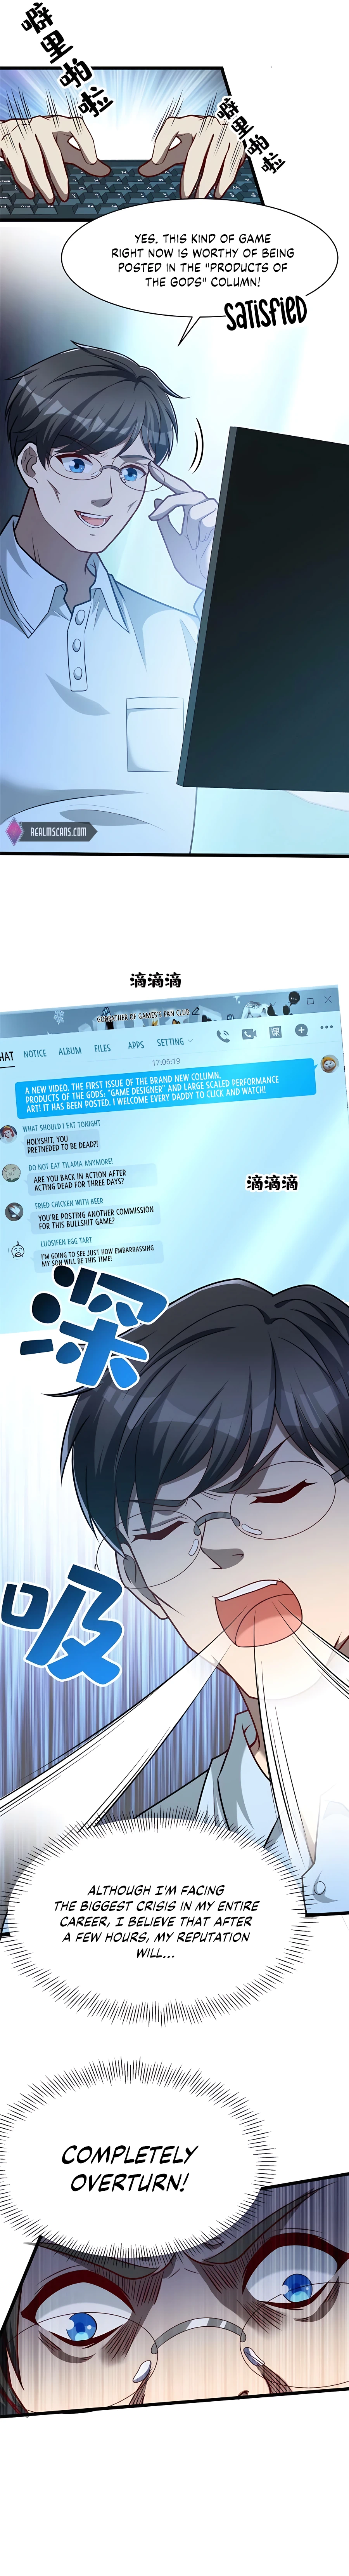 噼里啪啦
噼里啪啦
YES. THIS KIND OF GAME
RIGHT NOW IS WORTHY OF BEING
POSTED IN THE "PRODUCTS OF
THE GODS" COLUMN!
Satisfied
REALMSCANS.COM
滴滴滴
GODFATHER OF GAMES'S FAN CLUB
HAT NOTICE ALBUM FILES APPS SETTING
17:06:19
A NEW VIDEO. THE FIRST ISSUE OF THE BRAND NEW COLUMN,
PRODUCTS OF THE GODS: "GAME DESIGNER" AND LARGE SCALED PERFORMANCE
ART! IT HAS BEEN POSTED. I WELCOME EVERY DADDY TO CLICK AND WATCH!
WHAT SHOULD I EAT TONIGHT
HOLYSHIT, YOU
PRETNEDED TO BE DEAD?!
DO NOT EAT TILAPIA ANYMORE!
ARE YOU BACK IN ACTION AFTER
ACTING DEAD FOR THREE DAYS?
滴滴滴
FRIED CHICKEN WITH BEER
YOU'RE POSTING ANOTHER COMMISSION
FOR THIS BULLSHIT GAME?
LUOSIFEN EGG TART
I'M GOING TO SEE JUST HOW EMBARRASSING
MY SON WILL BE THIS TIME!
深
吸
ALTHOUGH I'M FACING
THE BIGGEST CRISIS IN MY ENTIRE
CAREER, I BELIEVE THAT AFTER
A FEW HOURS, MY REPUTATION
WILL...
COMPLETELY
OVERTURN!